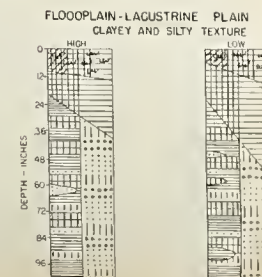 FLOODPLAIN-LACUSTRINE PLAIN
CLAYEY AND SILTY TEXTURE
HIGH
LOW
DEPTH - INCHES
0
12
24
36
48
60
72
84
96